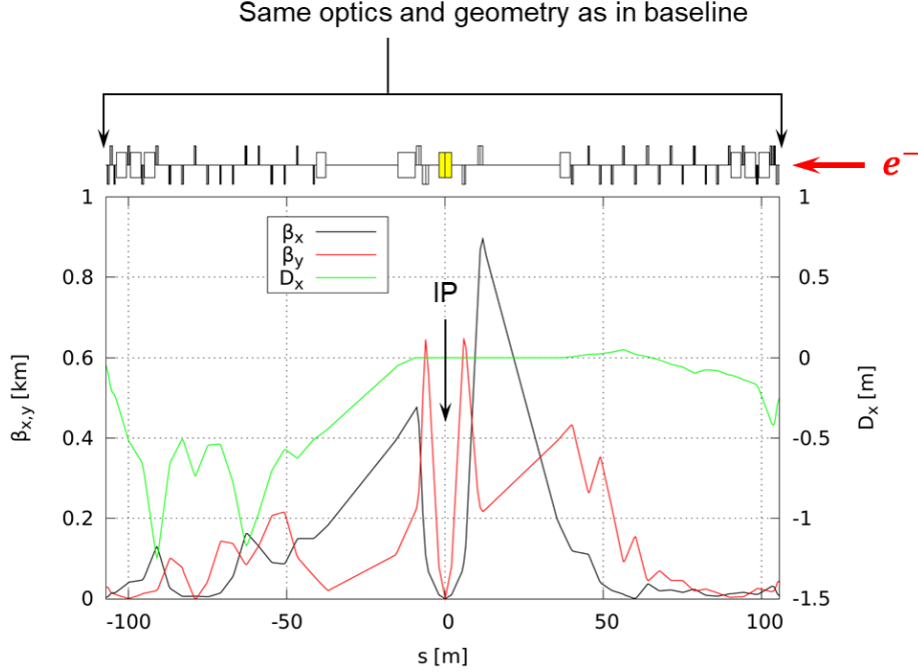 Same optics and geometry as in baseline
e⁻
1
0.8
0.6
0.4
0.2
0
β_x,y [km]
β_x
β_y
D_x
IP
1
0.5
0
-0.5
-1
-1.5
D_x [m]
-100
-50
0
50
100
s [m]